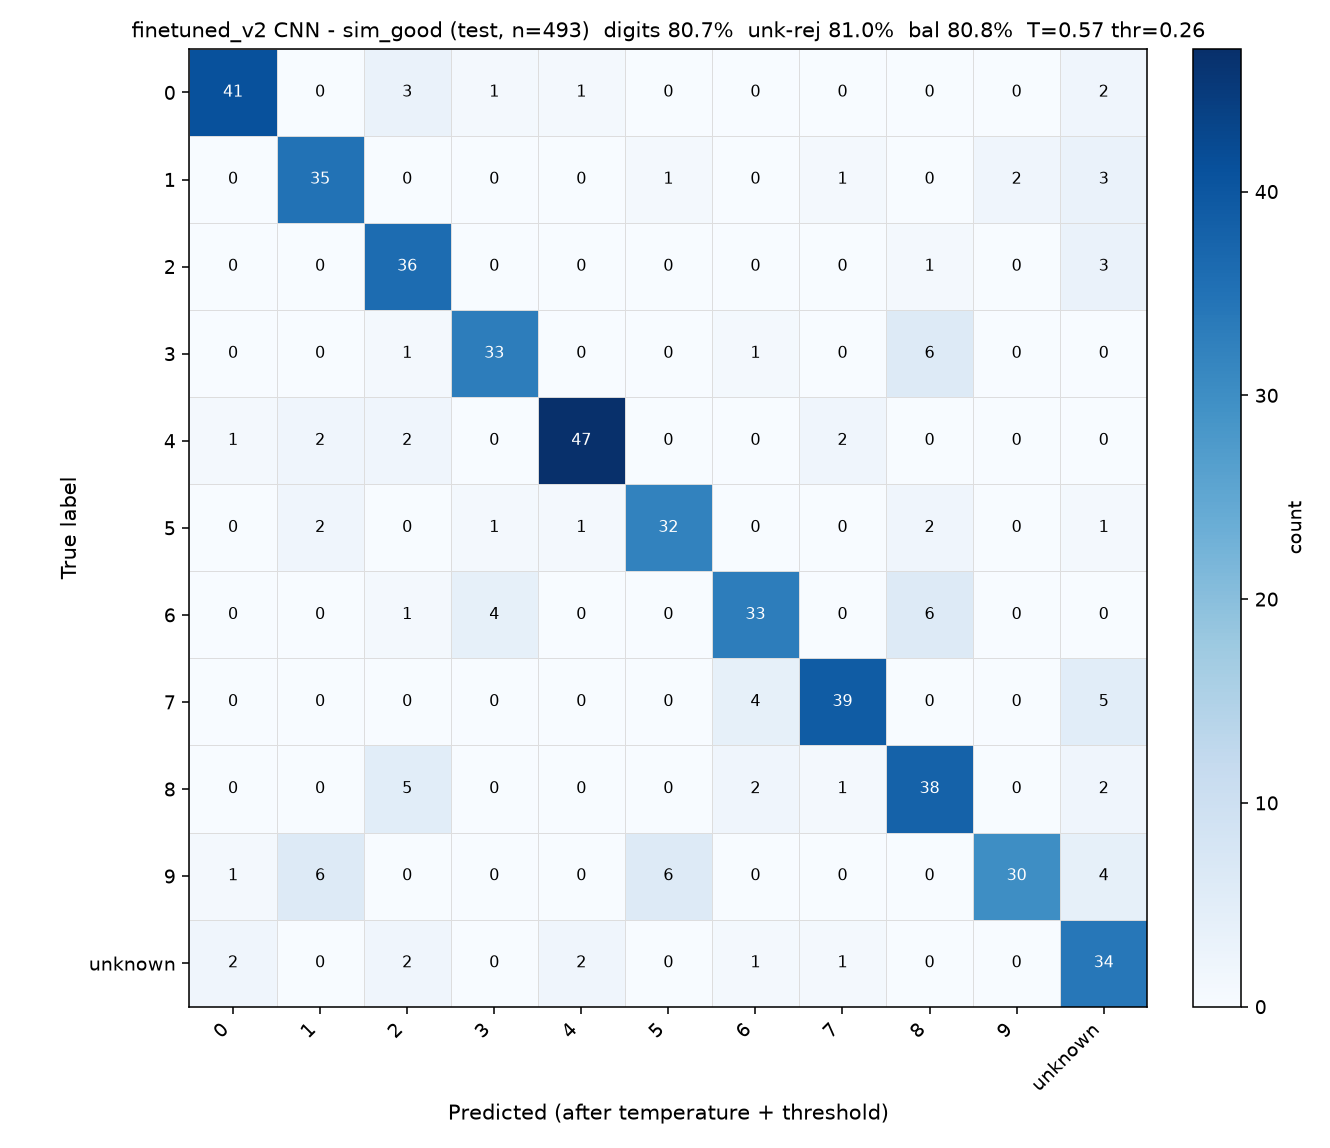 finetuned_v2 CNN - sim_good (test, n=493)  digits 80.7%  unk-rej 81.0%  bal 80.8%  T=0.57 thr=0.26
0 41 0 3 1 1 0 0 0 0 0 2
1 0 35 0 0 0 1 0 1 0 2 3
2 0 0 36 0 0 0 0 0 1 0 3
3 0 0 1 33 0 0 1 0 6 0 0
4 1 2 2 0 47 0 0 2 0 0 0
5 0 2 0 1 1 32 0 0 2 0 1
6 0 0 1 4 0 0 33 0 6 0 0
7 0 0 0 0 0 0 4 39 0 0 5
8 0 0 5 0 0 0 2 1 38 0 2
9 1 6 0 0 0 6 0 0 0 30 4
unknown 2 0 2 0 2 0 1 1 0 0 34
0 1 2 3 4 5 6 7 8 9 unknown
Predicted (after temperature + threshold)
True label
40
30
20
10
0
count